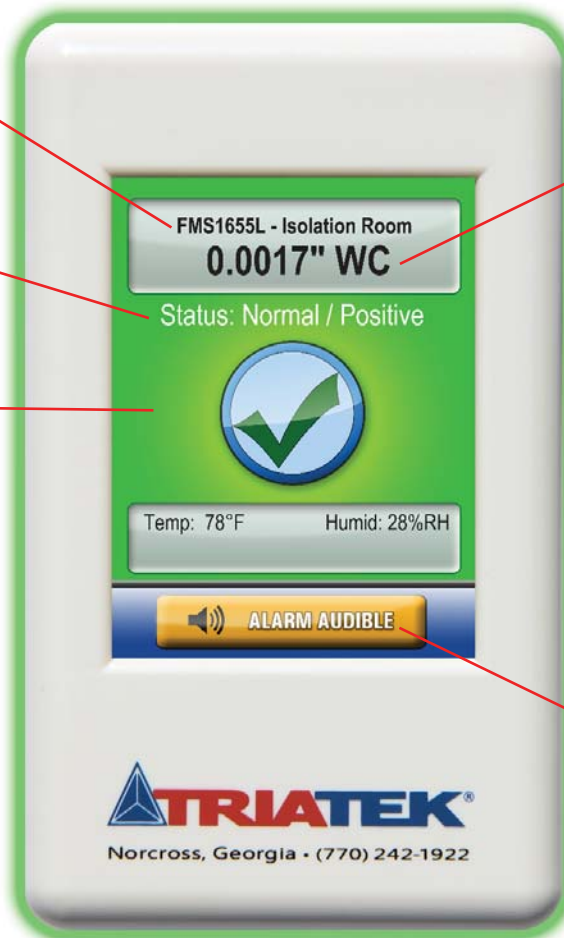 FMS1655L - Isolation Room
0.0017" WC
Status: Normal / Positive
Temp: 78°F Humid: 28%RH
ALARM AUDIBLE
TRIATEK®
Norcross, Georgia • (770) 242-1922